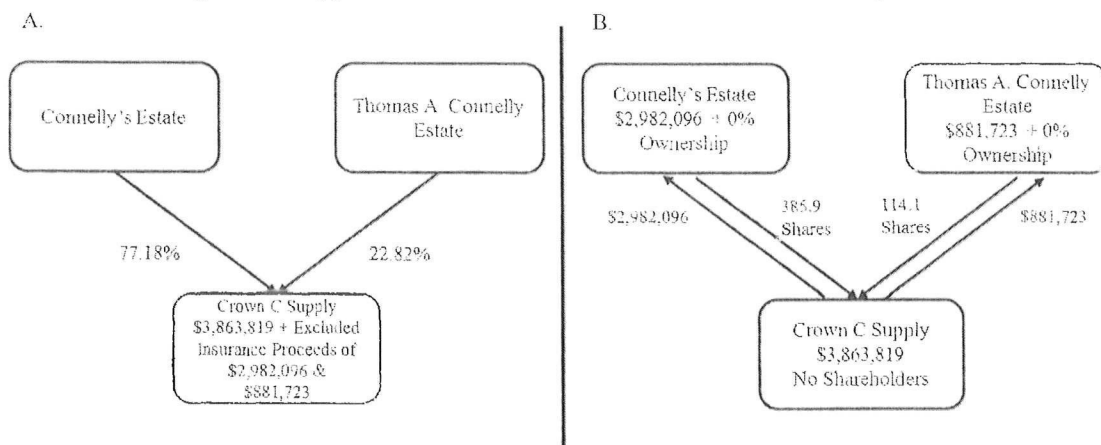 A.
Connelly's Estate
Thomas A. Connelly
Estate
77.18%
22.82%
Crown C Supply
$3,863,819 + Excluded
Insurance Proceeds of
$2,982,096 &
$881,723
B.
Connelly's Estate
$2,982,096 + 0%
Ownership
Thomas A. Connelly
Estate
$881,723 + 0%
Ownership
$2,982,096
385.9
Shares
114.1
Shares
$881,723
Crown C Supply
$3,863,819
No Shareholders